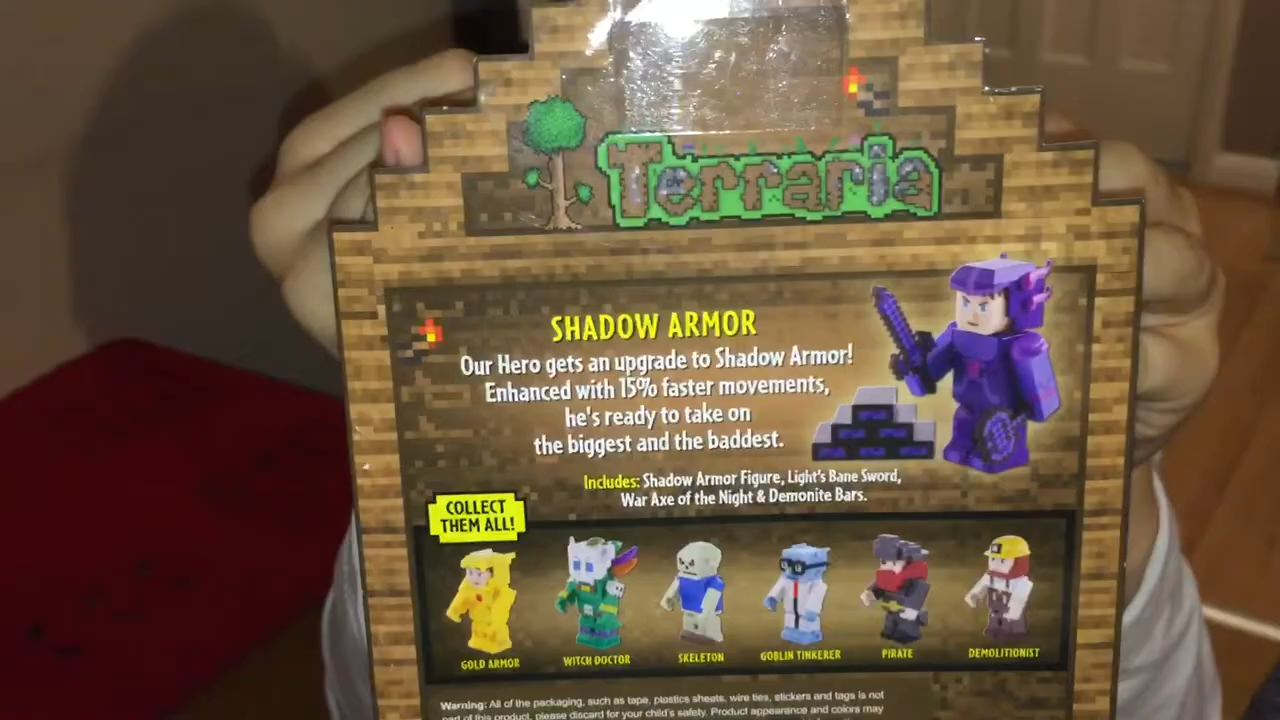 Terraria
SHADOW ARMOR
Our Hero gets an upgrade to Shadow Armor!
Enhanced with 15% faster movements,
he's ready to take on
the biggest and the baddest.
Includes: Shadow Armor Figure, Light's Bane Sword,
War Axe of the Night & Demonite Bars.
COLLECT
THEM ALL!
GOLD ARMOR
WITCH DOCTOR
SKELETON
GOBLIN TINKERER
PIRATE
DEMOLITIONIST
Warning: All of the packaging, such as tape, plastics sheets, wire ties, stickers and tags is not
part of this product, please discard for your child's safety. Product appearance and colors may